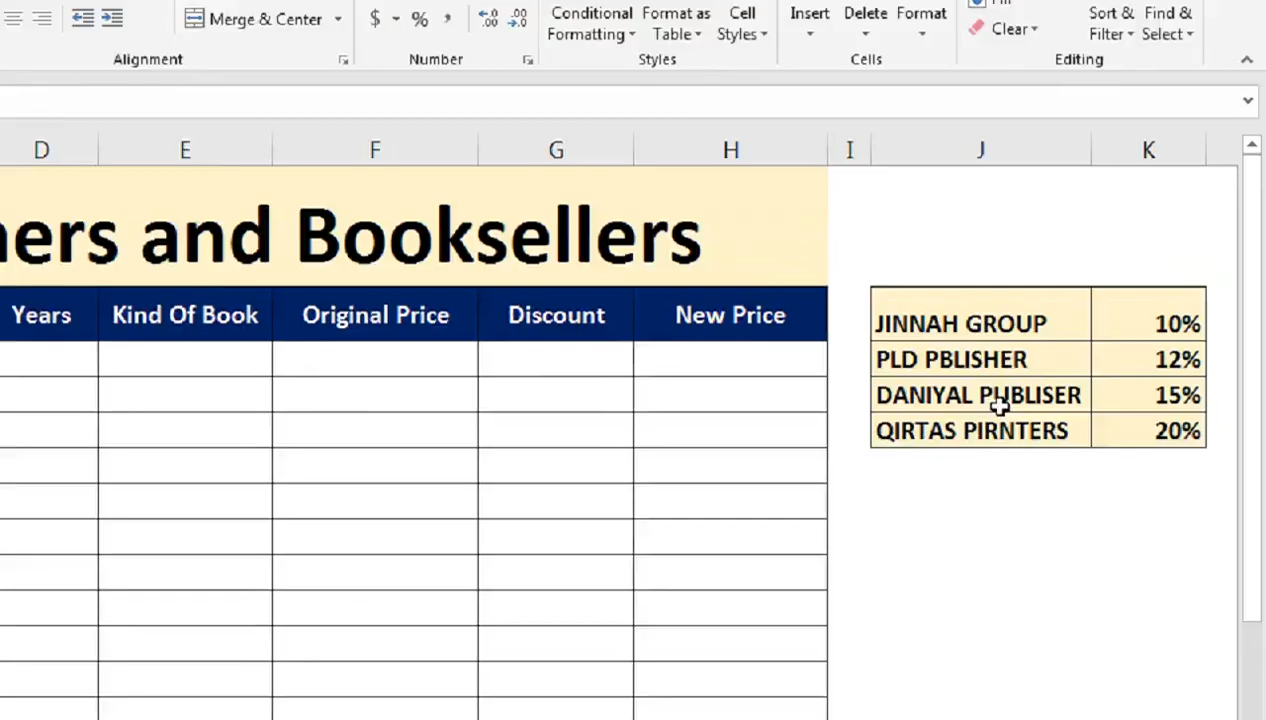 Merge & Center
$ % ,
Conditional Formatting
Format as Table
Cell Styles
Insert
Delete
Format
Clear
Sort & Filter
Find & Select
Alignment
Number
Styles
Cells
Editing
D E F G H I J K
ners and Booksellers
Years Kind Of Book Original Price Discount New Price
JINNAH GROUP 10%
PLD PBLISHER 12%
DANIYAL PUBLISER 15%
QIRTAS PIRNTERS 20%